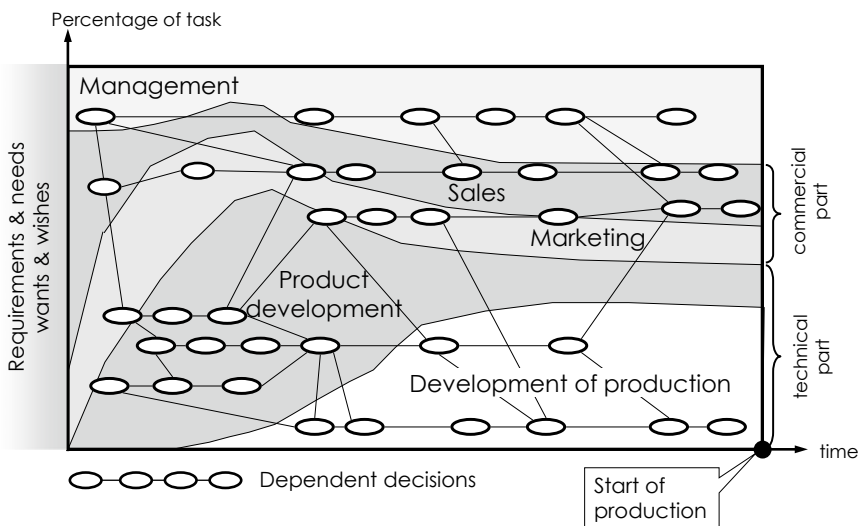 Percentage of task
Requirements & needs
wants & wishes
Management
Sales
Marketing
Product
development
Development of production
commercial
part
technical
part
time
Dependent decisions
Start of
production